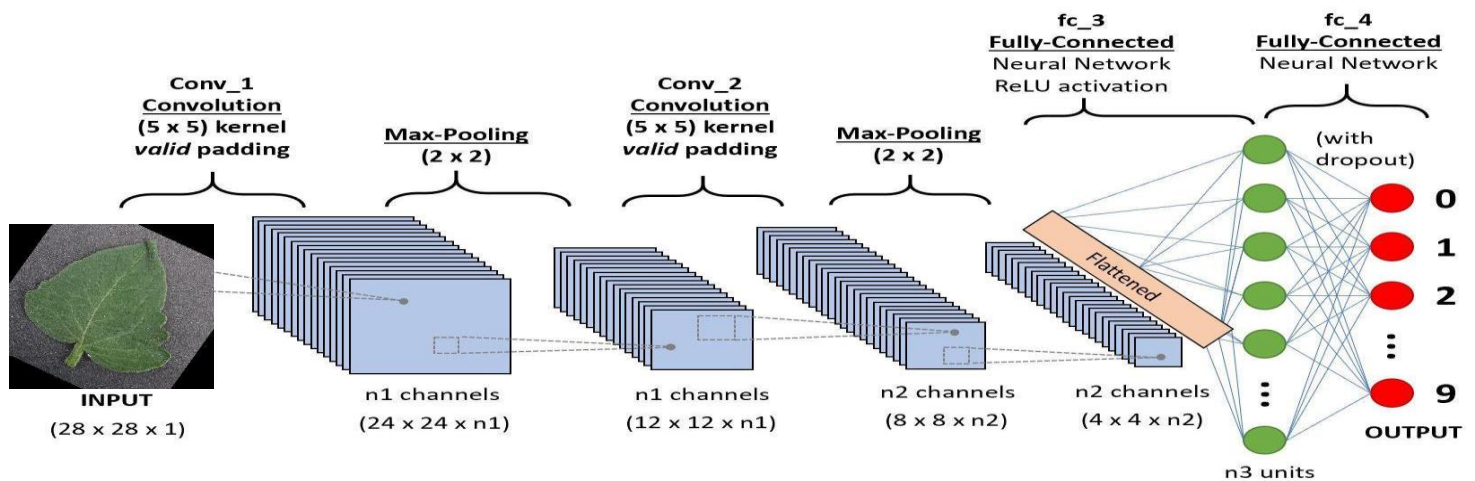 fc_3
Fully-Connected
Neural Network
ReLU activation
fc_4
Fully-Connected
Neural Network
Conv_1
Convolution
(5 x 5) kernel
valid padding
Max-Pooling
(2 x 2)
Conv_2
Convolution
(5 x 5) kernel
valid padding
Max-Pooling
(2 x 2)
(with
dropout)
Flattened
0
1
2
9
INPUT
(28 x 28 x 1)
n1 channels
(24 x 24 x n1)
n1 channels
(12 x 12 x n1)
n2 channels
(8 x 8 x n2)
n2 channels
(4 x 4 x n2)
n3 units
OUTPUT